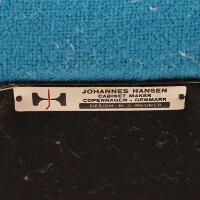 JOHANNES HANSEN
CABINET MAKER
COPENHAGEN - DENMARK
DESIGN: H. J. WEGNER